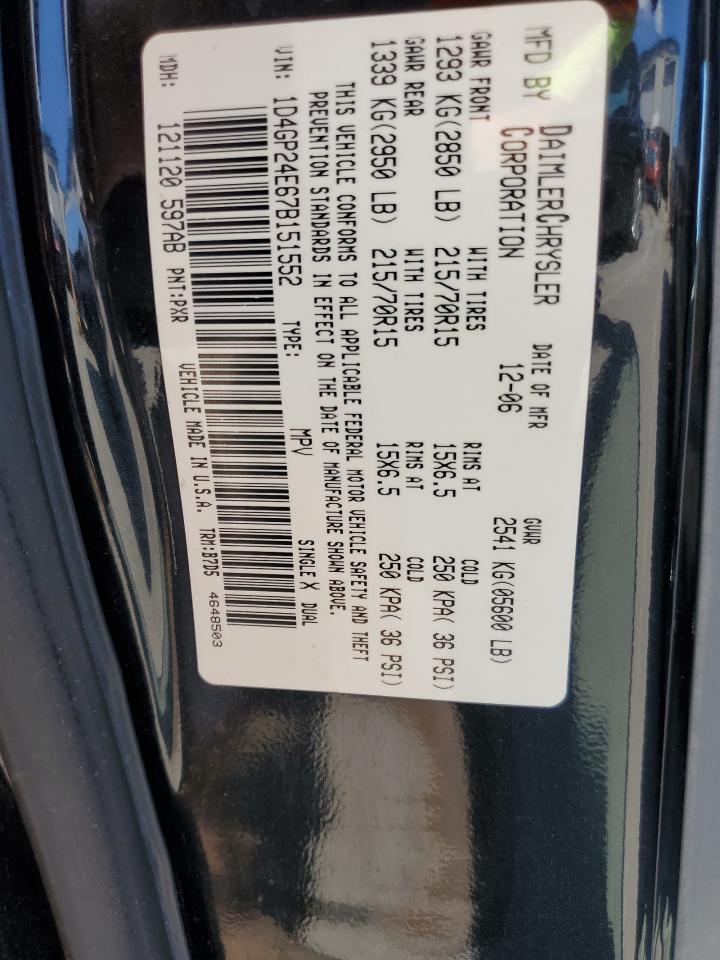 MFD BY DAIMLERCHRYSLER CORPORATION
DATE OF MFR 12-06
GVWR 2541 KG(05600 LB)
GAWR FRONT WITH TIRES RIMS AT COLD
1293 KG(2850 LB) 215/70R15 15X6.5 250 KPA( 36 PSI)
GAWR REAR WITH TIRES RIMS AT COLD
1339 KG(2950 LB) 215/70R15 15X6.5 250 KPA( 36 PSI)
THIS VEHICLE CONFORMS TO ALL APPLICABLE FEDERAL MOTOR VEHICLE SAFETY AND THEFT
PREVENTION STANDARDS IN EFFECT ON THE DATE OF MANUFACTURE SHOWN ABOVE.
VIN: 1D4GP24E67B151552 TYPE: MPV SINGLE X DUAL
MDH: 121120 597AB PNT:PXR
VEHICLE MADE IN U.S.A. TRM:B7D5
4648503